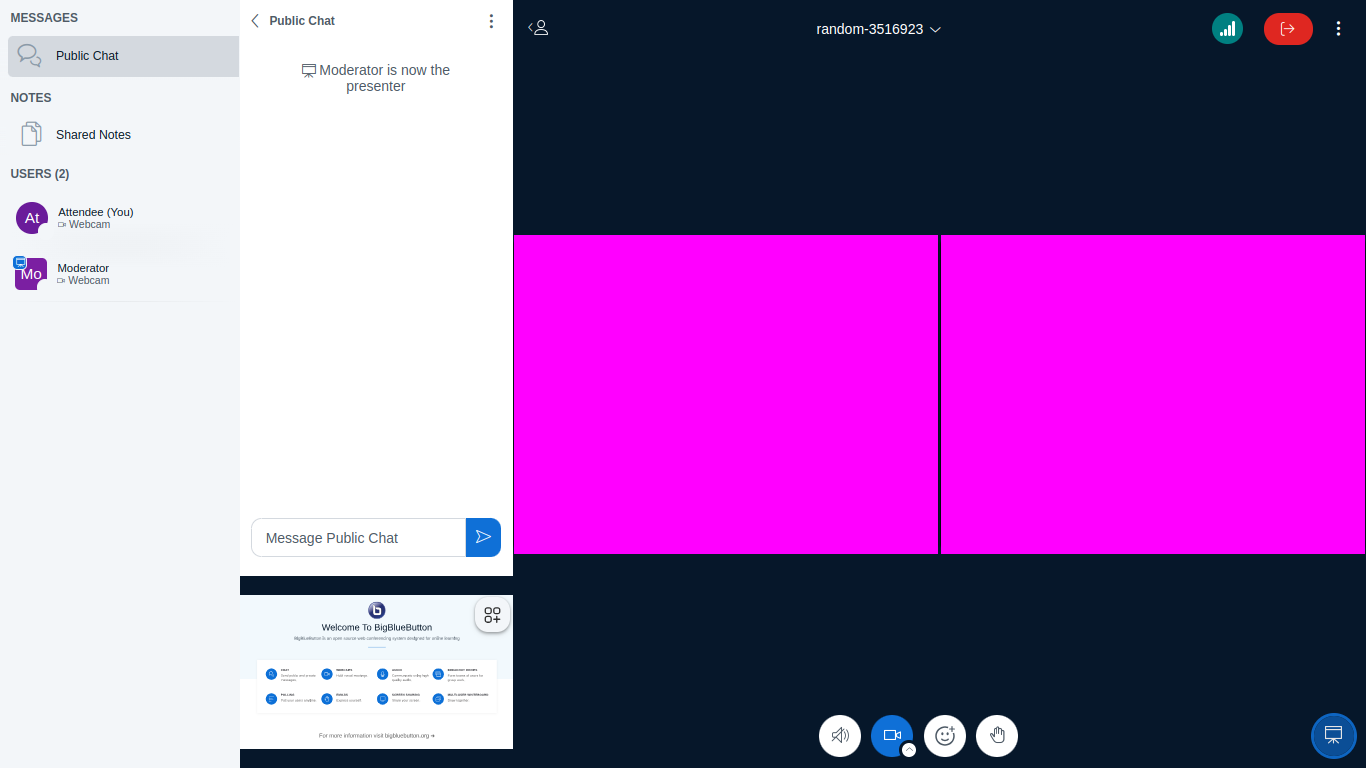 MESSAGES
Public Chat
NOTES
Shared Notes
USERS (2)
At
Attendee (You)
Webcam
Mo
Moderator
Webcam
Public Chat
Moderator is now the
presenter
Message Public Chat
Welcome To BigBlueButton
BigBlueButton is an open source web conferencing system designed for online learning
For more information visit bigbluebutton.org
random-3516923